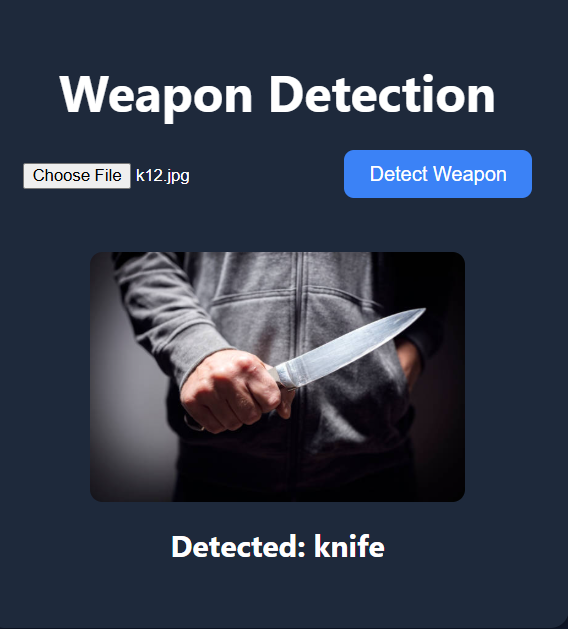 Weapon Detection
Choose File k12.jpg
Detect Weapon
Detected: knife